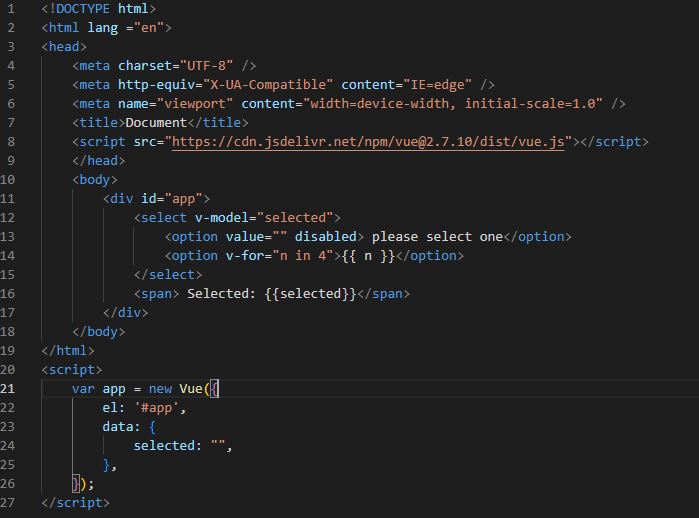 1 <!DOCTYPE html>
2 <html lang ="en">
3 <head>
4 <meta charset="UTF-8" />
5 <meta http-equiv="X-UA-Compatible" content="IE=edge" />
6 <meta name="viewport" content="width=device-width, initial-scale=1.0" />
7 <title>Document</title>
8 <script src="https://cdn.jsdelivr.net/npm/vue@2.7.10/dist/vue.js"></script>
9 </head>
10 <body>
11 <div id="app">
12 <select v-model="selected">
13 <option value="" disabled> please select one</option>
14 <option v-for="n in 4">{{ n }}</option>
15 </select>
16 <span> Selected: {{selected}}</span>
17 </div>
18 </body>
19 </html>
20 <script>
21 var app = new Vue({
22 el: '#app',
23 data: {
24 selected: "",
25 },
26 });
27 </script>